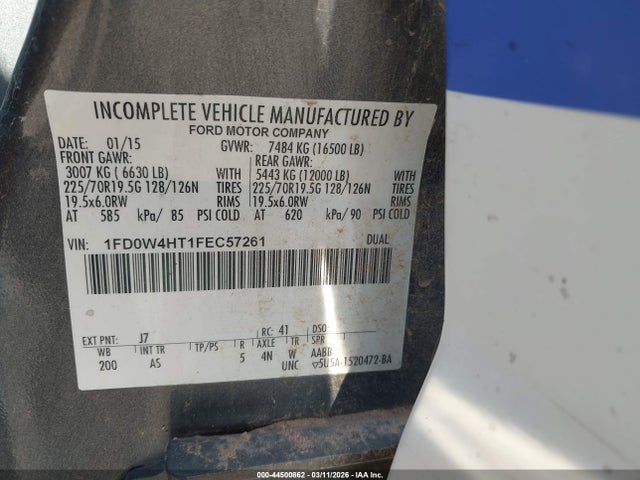 INCOMPLETE VEHICLE MANUFACTURED BY
FORD MOTOR COMPANY
DATE: 01/15 GVWR: 7484 KG (16500 LB)
FRONT GAWR: REAR GAWR:
3007 KG ( 6630 LB) WITH 5443 KG (12000 LB) WITH
225/70R19.5G 128/126N TIRES 225/70R19.5G 128/126N TIRES
19.5x6.0RW RIMS 19.5x6.0RW RIMS
AT 585 kPa/ 85 PSI COLD AT 620 kPa/90 PSI COLD
VIN: 1FD0W4HT1FEC57261 DUAL:
EXT PNT: J7 RC: 41 DSO:
WB INT TR TP/PS R AXLE TR SPR
200 AS 5 4N W AABB
UNC ▽5U5A-1520472-BA
000-44500862 - 03/11/2026 - IAA Inc.